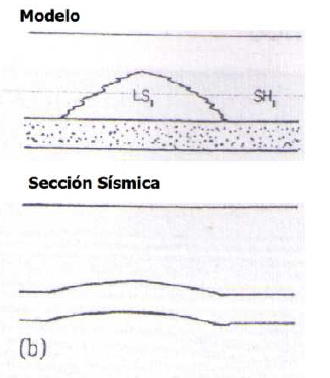 Modelo
LS₁ SH₁
Sección Sísmica
(b)